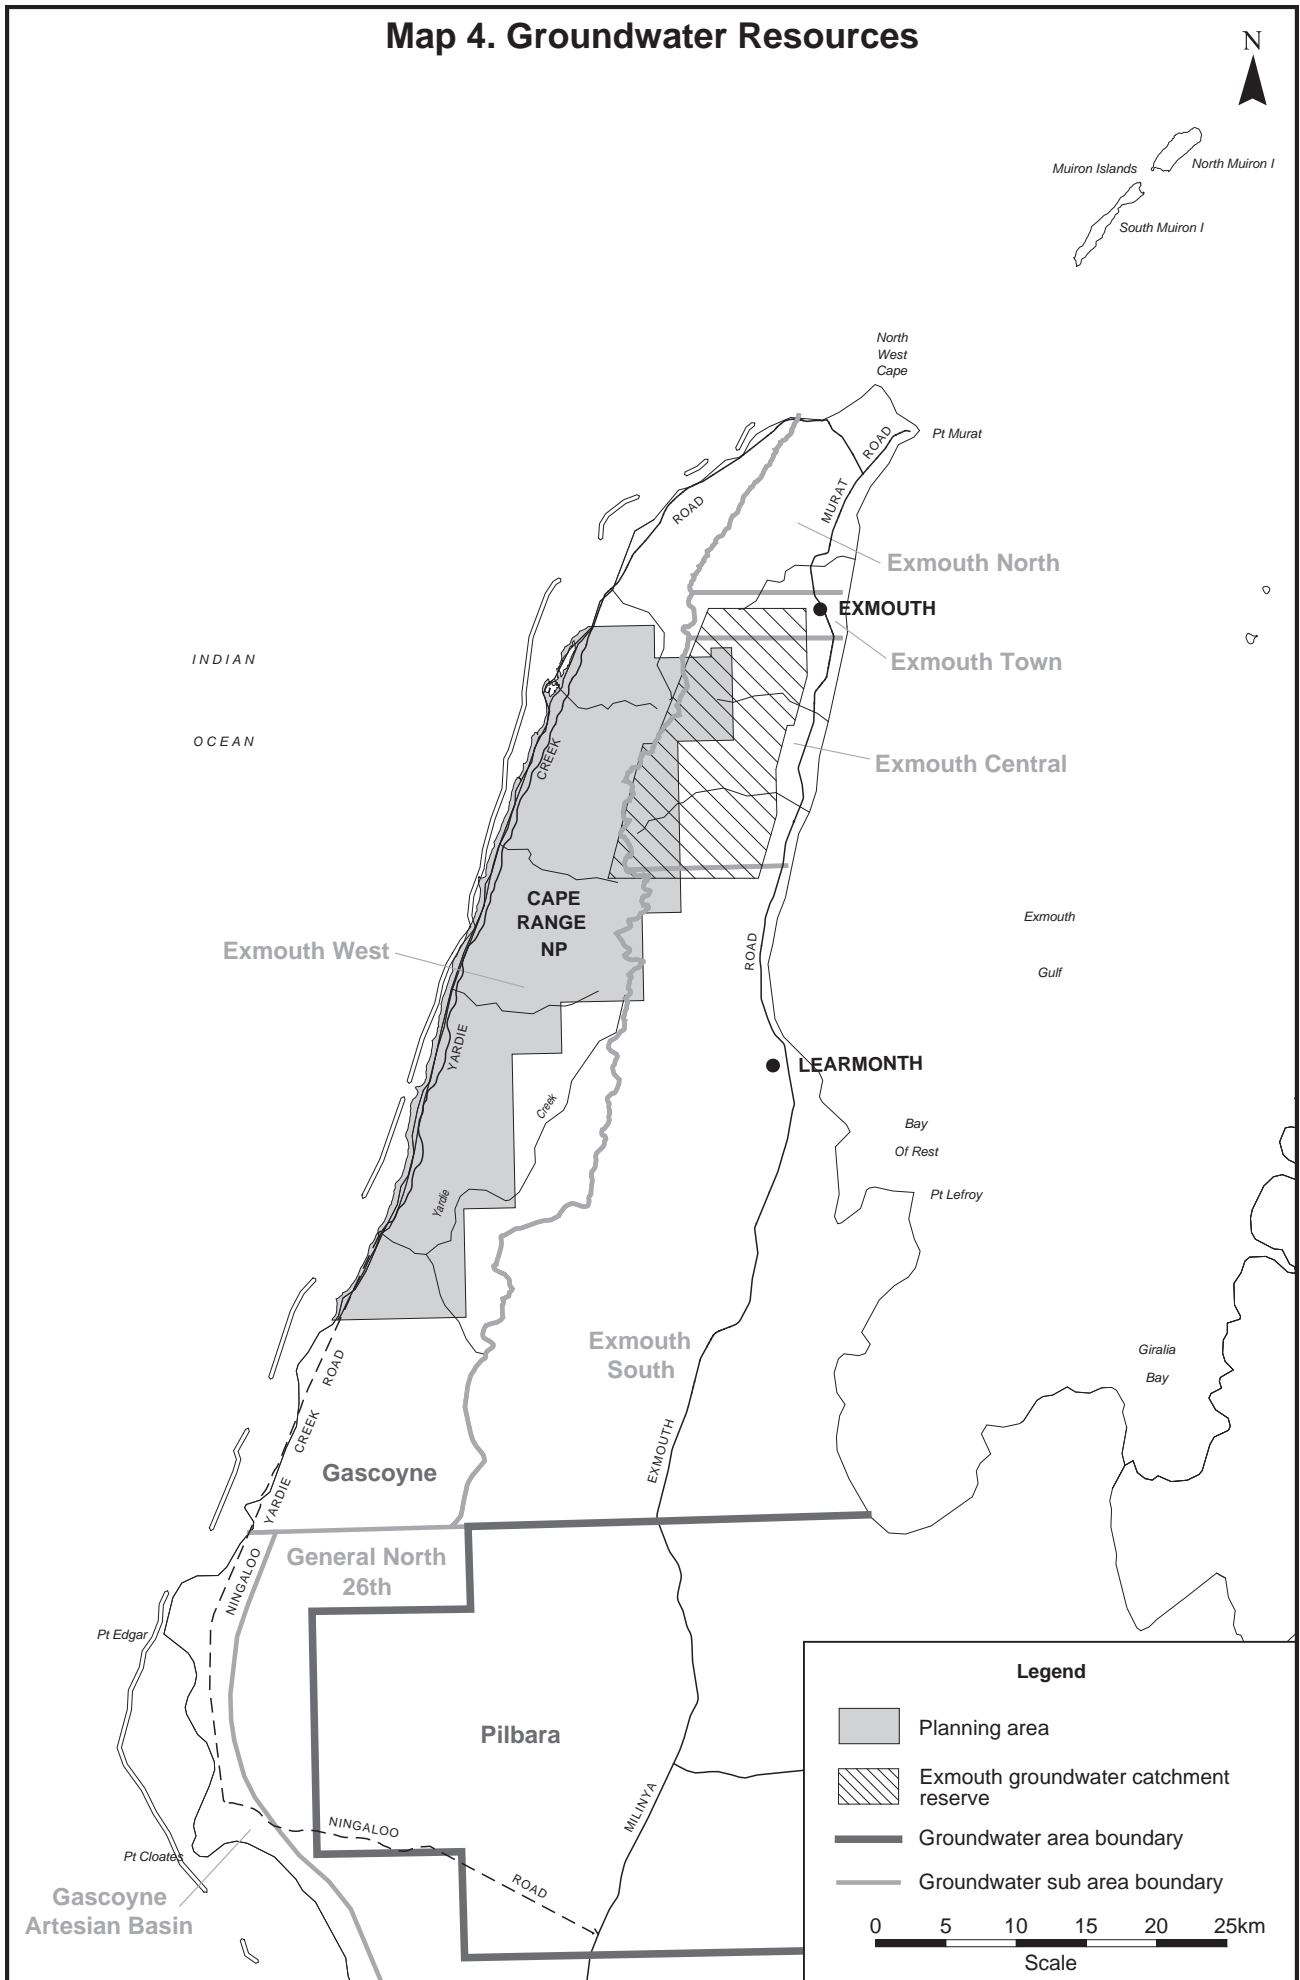 Map 4. Groundwater Resources
N
Muiron Islands
North Muiron I
South Muiron I
North
West
Cape
Pt Murat
ROAD
MURAT
ROAD
Exmouth North
EXMOUTH
Exmouth Town
INDIAN
OCEAN
CREEK
Exmouth Central
CAPE
RANGE
NP
Exmouth West
Exmouth
Gulf
ROAD
YARDIE
LEARMONTH
Creek
Bay
Of Rest
Yardie
Pt Lefroy
Exmouth
South
Giralia
Bay
ROAD
CREEK
YARDIE
EXMOUTH
Gascoyne
General North
26th
NINGALOO
Pt Edgar
Pilbara
MILINYA
NINGALOO
ROAD
Pt Cloates
Gascoyne
Artesian Basin
Legend
Planning area
Exmouth groundwater catchment
reserve
Groundwater area boundary
Groundwater sub area boundary
0 5 10 15 20 25km
Scale